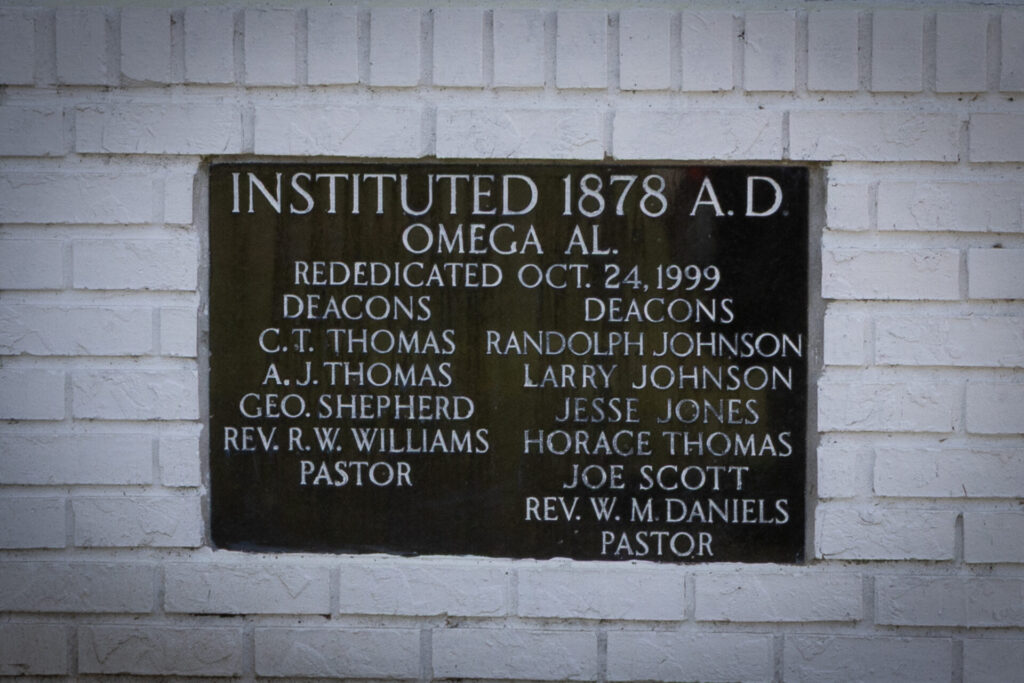 INSTITUTED 1878 A.D.
OMEGA AL.
REDEDICATED OCT. 24, 1999
DEACONS
C.T. THOMAS
A.J. THOMAS
GEO. SHEPHERD
REV. R.W. WILLIAMS
PASTOR
DEACONS
RANDOLPH JOHNSON
LARRY JOHNSON
JESSE JONES
HORACE THOMAS
JOE SCOTT
REV. W. M. DANIELS
PASTOR